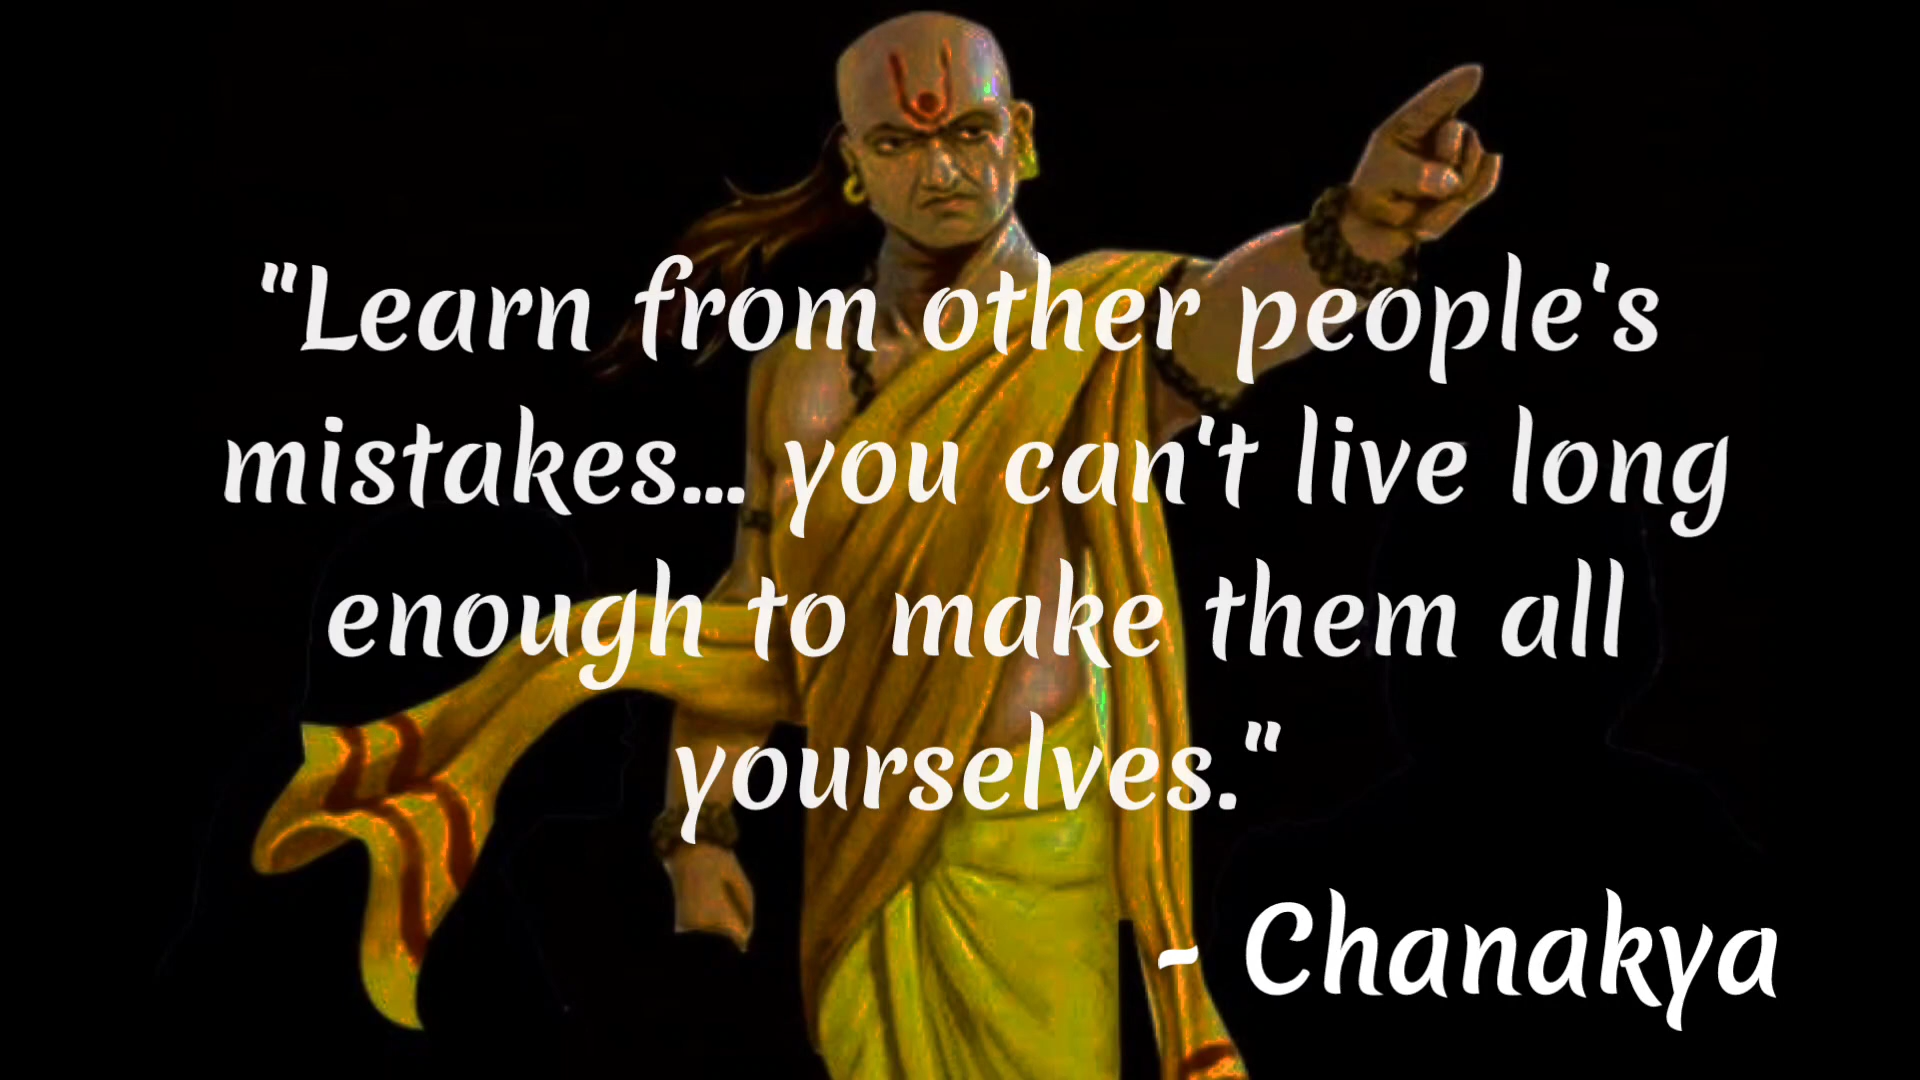 "Learn from other people's
mistakes... you can't live long
enough to make them all
yourselves."
- Chanakya